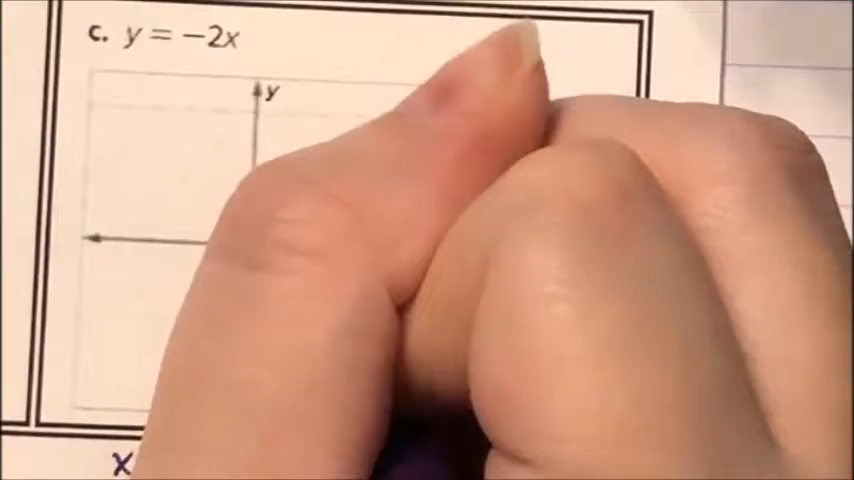 c. y = −2x
y
x